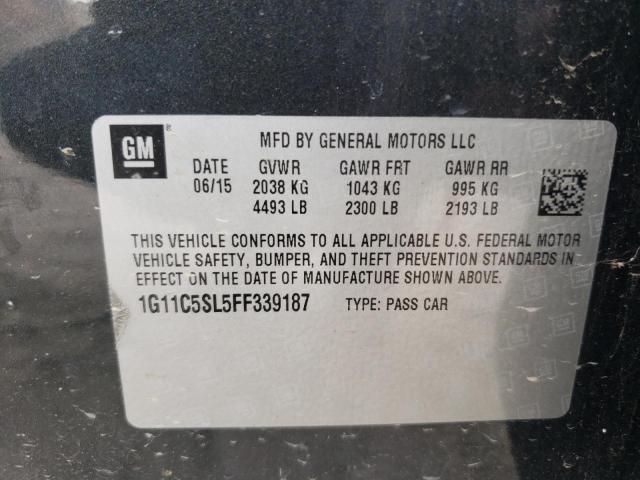 GM ® MFD BY GENERAL MOTORS LLC
DATE GVWR GAWR FRT GAWR RR
06/15 2038 KG 1043 KG 995 KG
4493 LB 2300 LB 2193 LB
THIS VEHICLE CONFORMS TO ALL APPLICABLE U.S. FEDERAL MOTOR
VEHICLE SAFETY, BUMPER, AND THEFT PREVENTION STANDARDS IN
EFFECT ON THE DATE OF MANUFACTURE SHOWN ABOVE.
1G11C5SL5FF339187 TYPE: PASS CAR